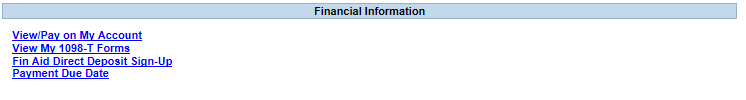 Financial Information
View/Pay on My Account
View My 1098-T Forms
Fin Aid Direct Deposit Sign-Up
Payment Due Date